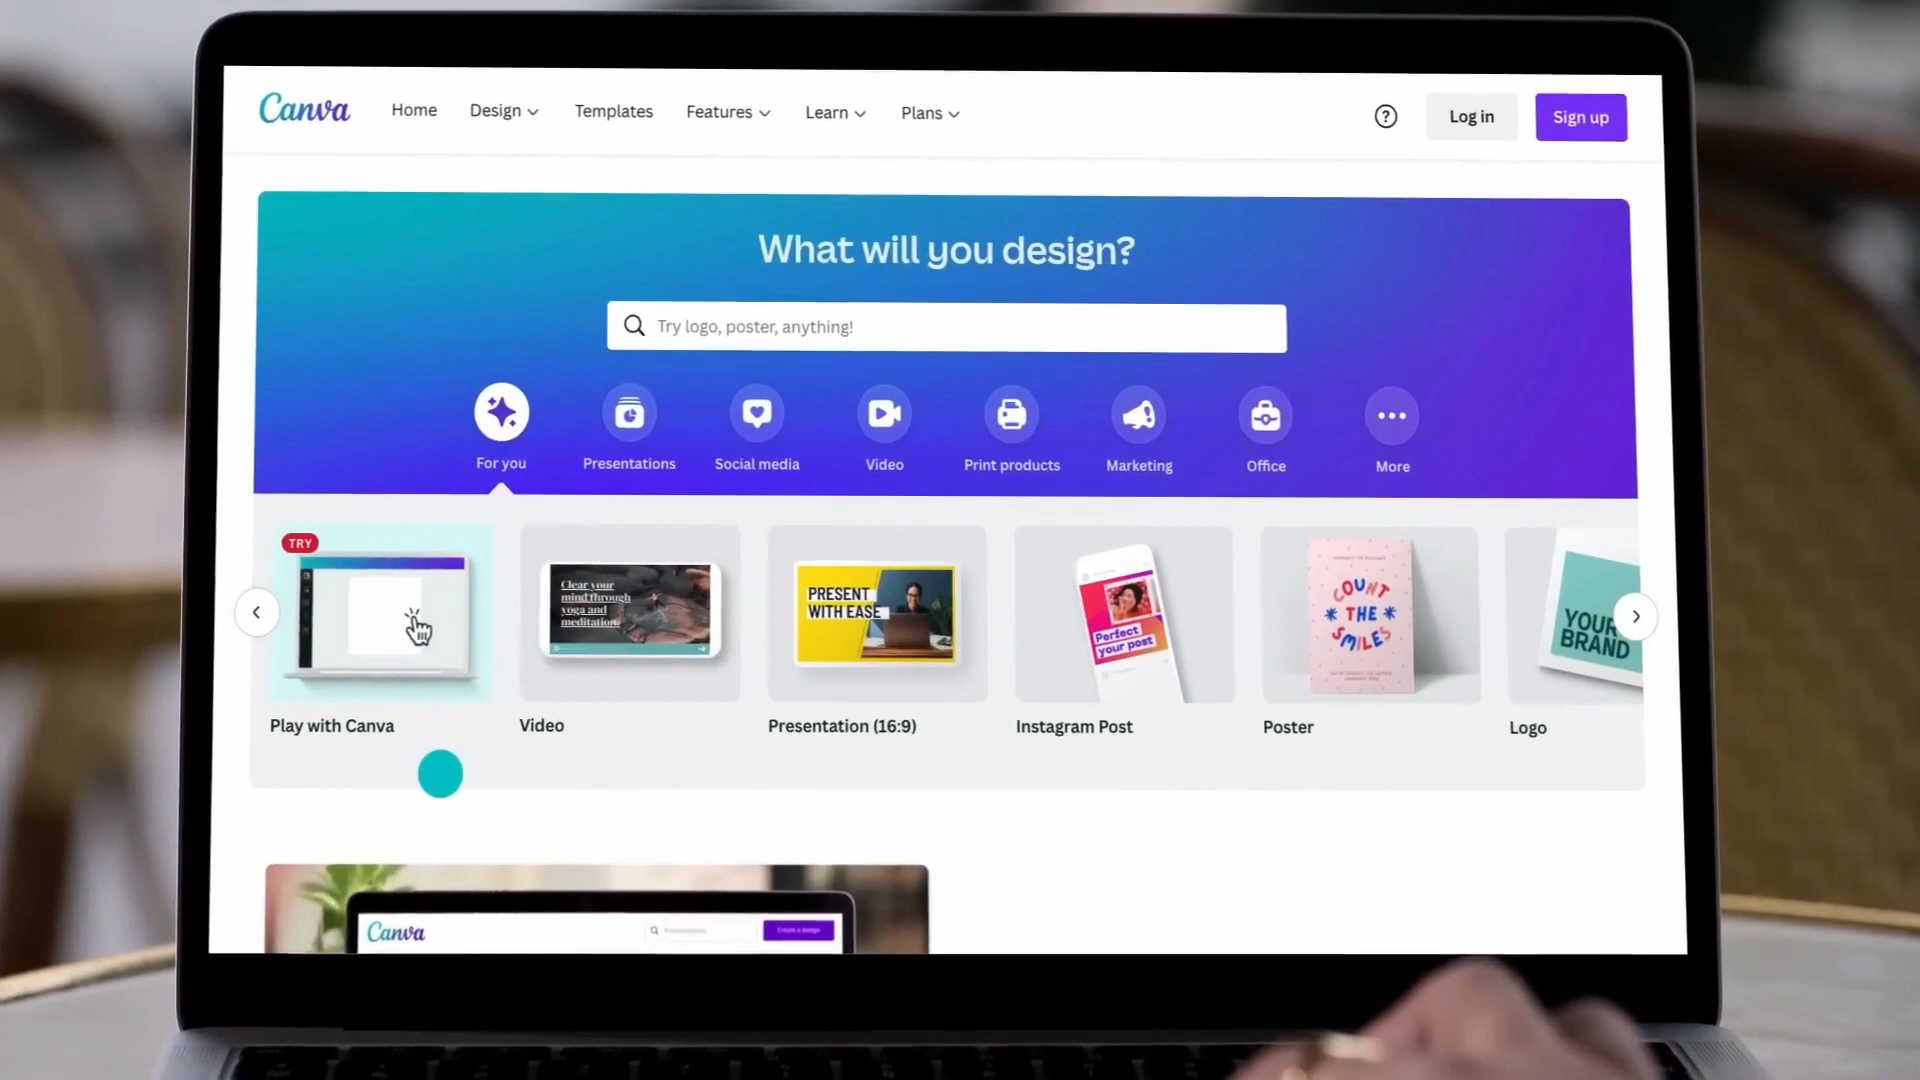 Canva
Home
Design
Templates
Features
Learn
Plans
?
Log in
Sign up
What will you design?
Try logo, poster, anything!
For you
Presentations
Social media
Video
Print products
Marketing
Office
More
TRY
Clear your
mind through
yoga and
meditation.
PRESENT
WITH EASE
Perfect
your post
COUNT
THE
SMILES
YOUR
BRAND
Play with Canva
Video
Presentation (16:9)
Instagram Post
Poster
Logo
Canva
Create a design